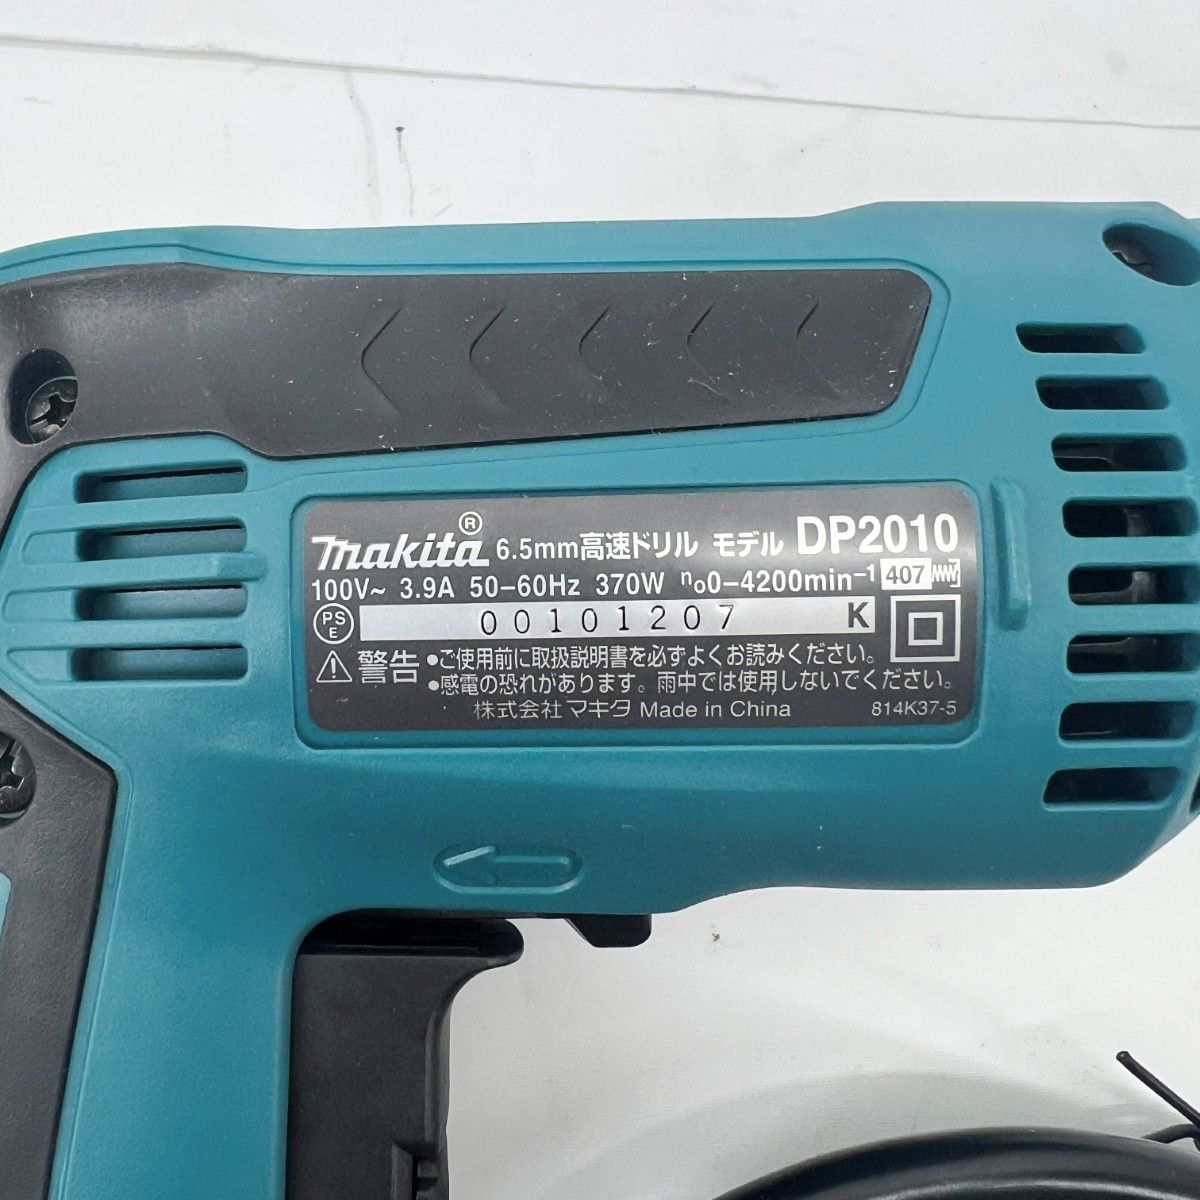 makita® 6.5mm高速ドリル モデル DP2010
100V~ 3.9A 50-60Hz 370W n₀0-4200min⁻¹ 407
PSE 00101207 K
⚠警告 •ご使用前に取扱説明書を必ずよくお読みください。
•感電の恐れがあります。雨中では使用しないでください。
株式会社マキタ Made in China 814K37-5